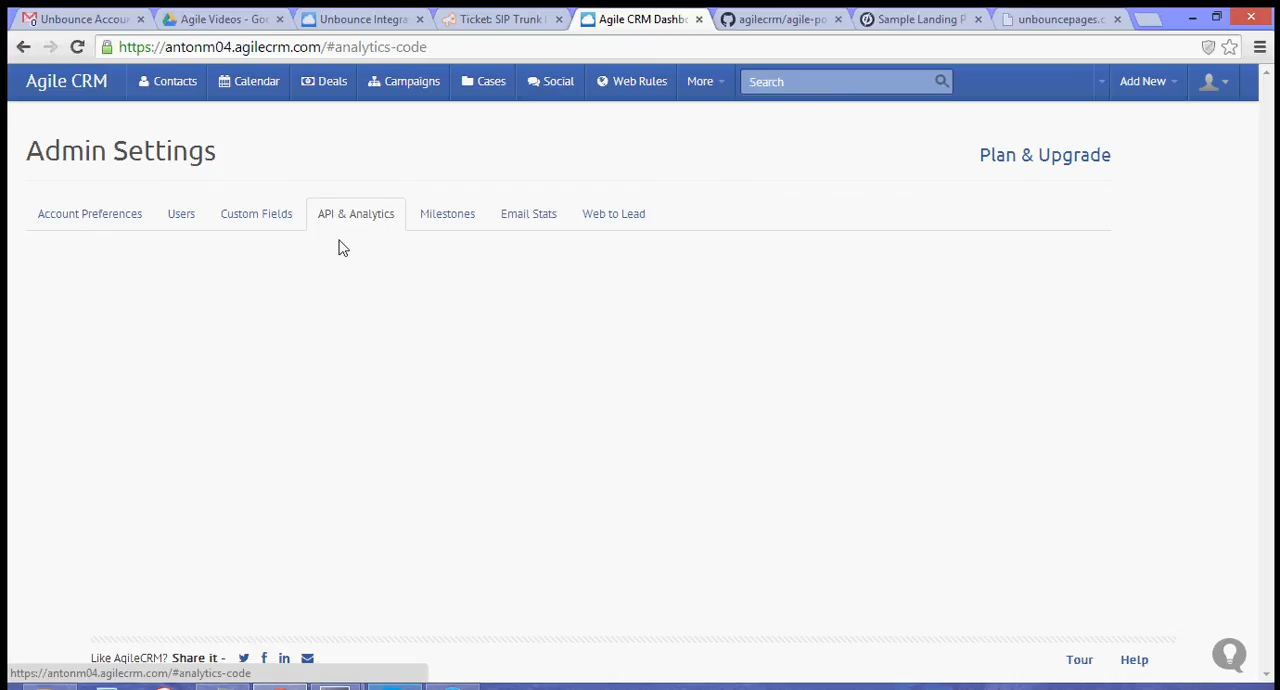 Unbounce Accou
Agile Videos - Goo
Unbounce Integra
Ticket: SIP Trunk
Agile CRM Dashbo
agilecrm/agile-po
Sample Landing P
unbouncepages.c
https://antonm04.agilecrm.com/#analytics-code
Agile CRM
Contacts
Calendar
Deals
Campaigns
Cases
Social
Web Rules
More
Search
Add New
Admin Settings
Plan & Upgrade
Account Preferences
Users
Custom Fields
API & Analytics
Milestones
Email Stats
Web to Lead
Like AgileCRM? Share it -
Tour
Help
https://antonm04.agilecrm.com/#analytics-code